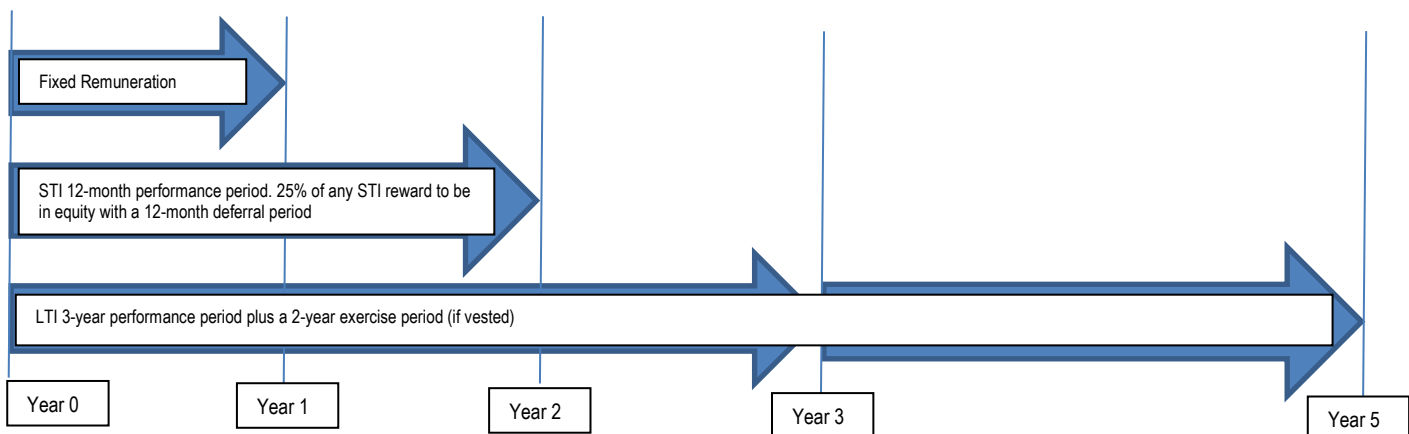 Fixed Remuneration
STI 12-month performance period. 25% of any STI reward to be
in equity with a 12-month deferral period
LTI 3-year performance period plus a 2-year exercise period (if vested)
Year 0
Year 1
Year 2
Year 3
Year 5